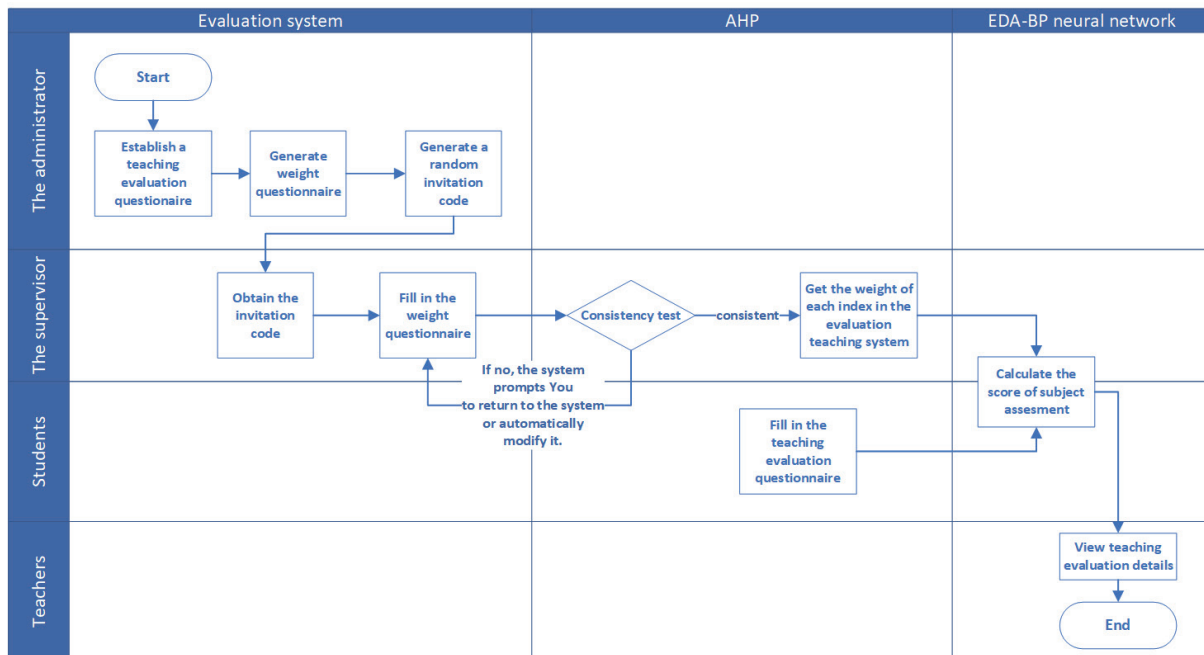 Evaluation system
AHP
EDA-BP neural network
The administrator
Start
Establish a
teaching
evaluation
questionaire
Generate
weight
questionnaire
Generate a
random
invitation
code
The supervisor
Obtain the
invitation
code
Fill in the
weight
questionnaire
Consistency test
consistent
Get the weight of
each index in the
evaluation
teaching system
If no, the system
prompts You
to return to the system
or automatically
modify it.
Calculate the
score of subject
assesment
Students
Fill in the
teaching
evaluation
questionnaire
Teachers
View teaching
evaluation details
End